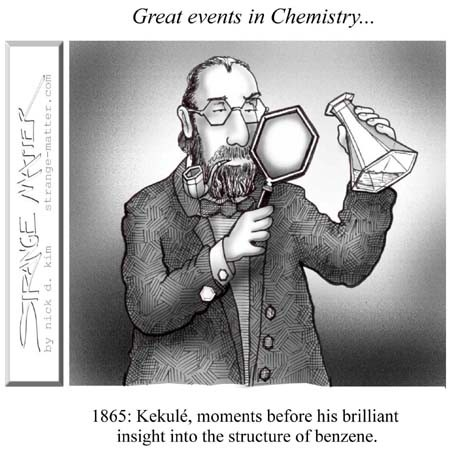 Great events in Chemistry...
STRANGE MATTER
by nick d. kim strange-matter.com
1865: Kekulé, moments before his brilliant
insight into the structure of benzene.